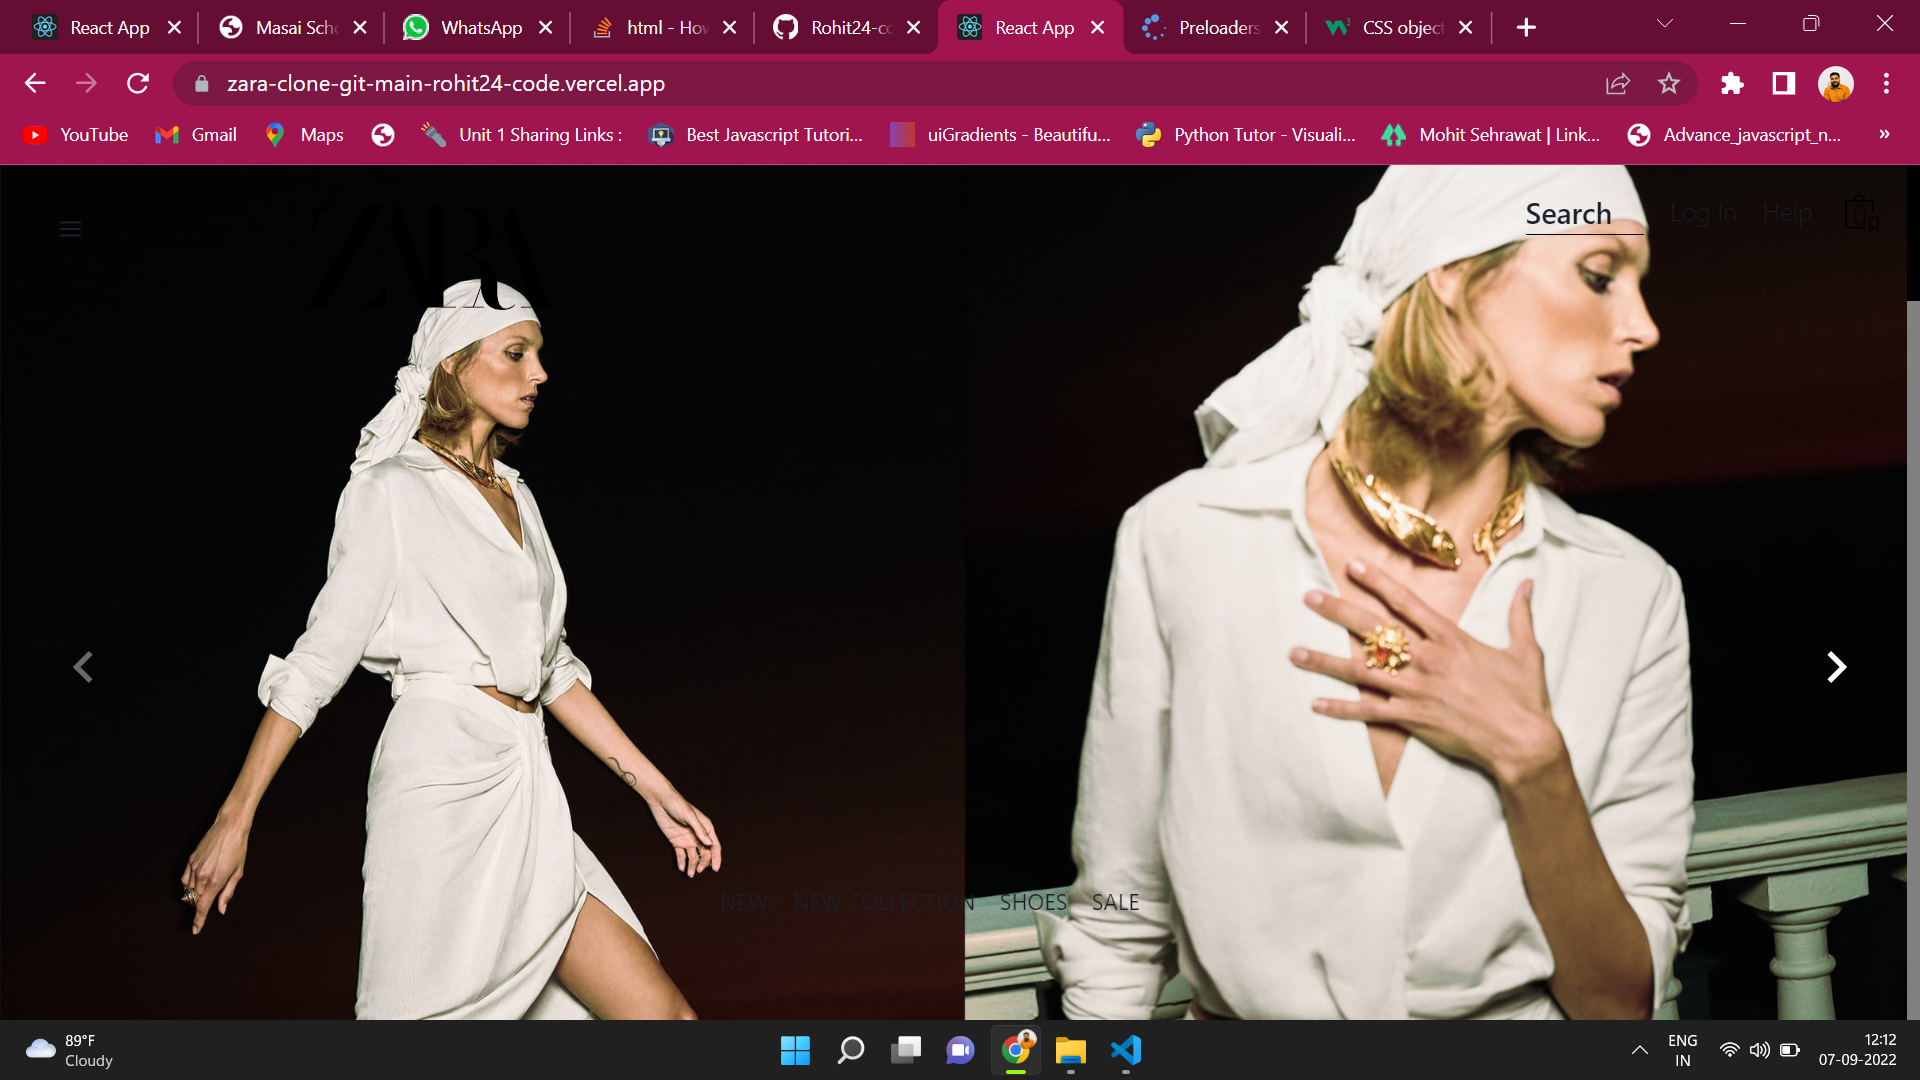 React App
Masai Sch
WhatsApp
html - Hov
Rohit24-co
React App
Preloaders
CSS object
zara-clone-git-main-rohit24-code.vercel.app
YouTube
Gmail
Maps
Unit 1 Sharing Links :
Best Javascript Tutori...
uiGradients - Beautifu...
Python Tutor - Visuali...
Mohit Sehrawat | Link...
Advance_javascript_n...
»
ZARA
Search
Log In
Help
0
NEW
NEW COLLECTION
SHOES
SALE
89°F
Cloudy
ENG
IN
12:12
07-09-2022